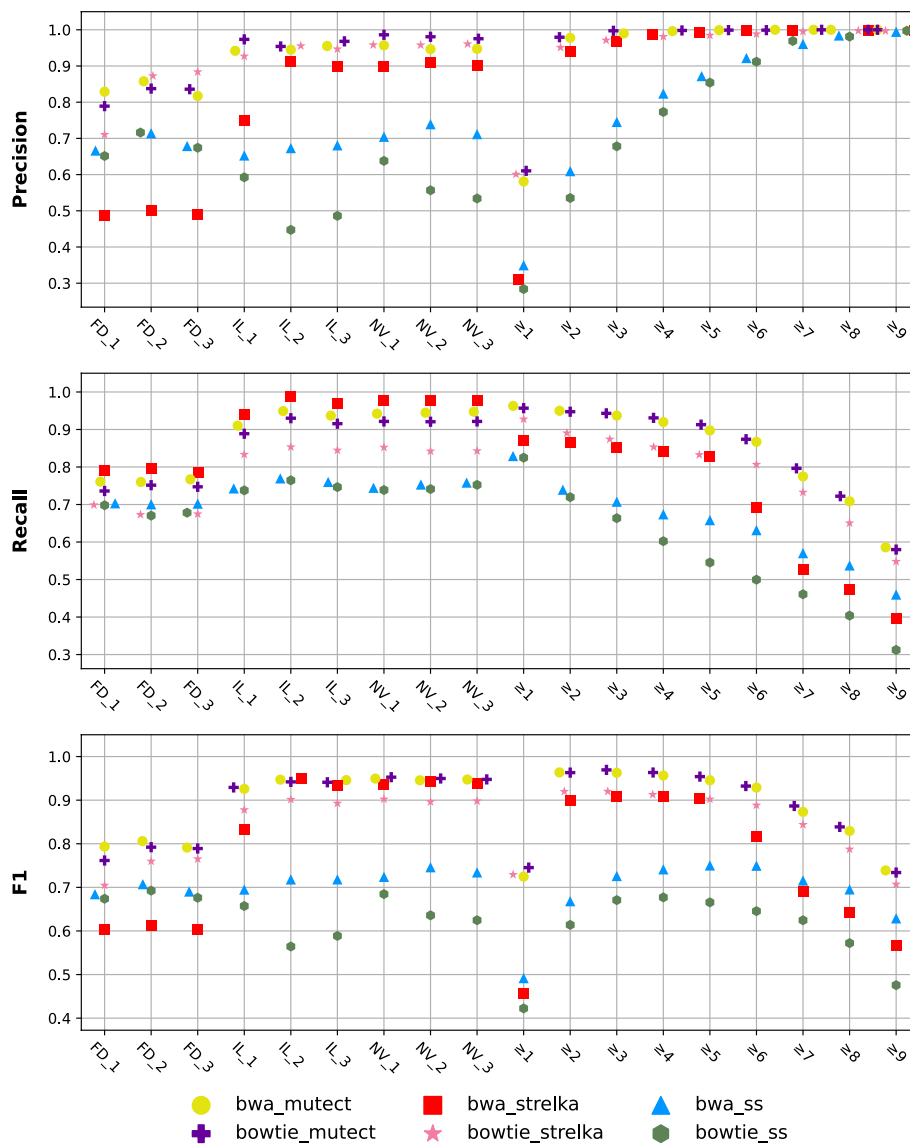 Precision
1.0
0.9
0.8
0.7
0.6
0.5
0.4
0.3
FD_1 FD_2 FD_3 IL_1 IL_2 IL_3 NV_1 NV_2 NV_3 ≥1 ≥2 ≥3 ≥4 ≥5 ≥6 ≥7 ≥8 ≥9
Recall
1.0
0.9
0.8
0.7
0.6
0.5
0.4
0.3
FD_1 FD_2 FD_3 IL_1 IL_2 IL_3 NV_1 NV_2 NV_3 ≥1 ≥2 ≥3 ≥4 ≥5 ≥6 ≥7 ≥8 ≥9
F1
1.0
0.9
0.8
0.7
0.6
0.5
0.4
FD_1 FD_2 FD_3 IL_1 IL_2 IL_3 NV_1 NV_2 NV_3 ≥1 ≥2 ≥3 ≥4 ≥5 ≥6 ≥7 ≥8 ≥9
bwa_mutect bwa_strelka bwa_ss
bowtie_mutect bowtie_strelka bowtie_ss